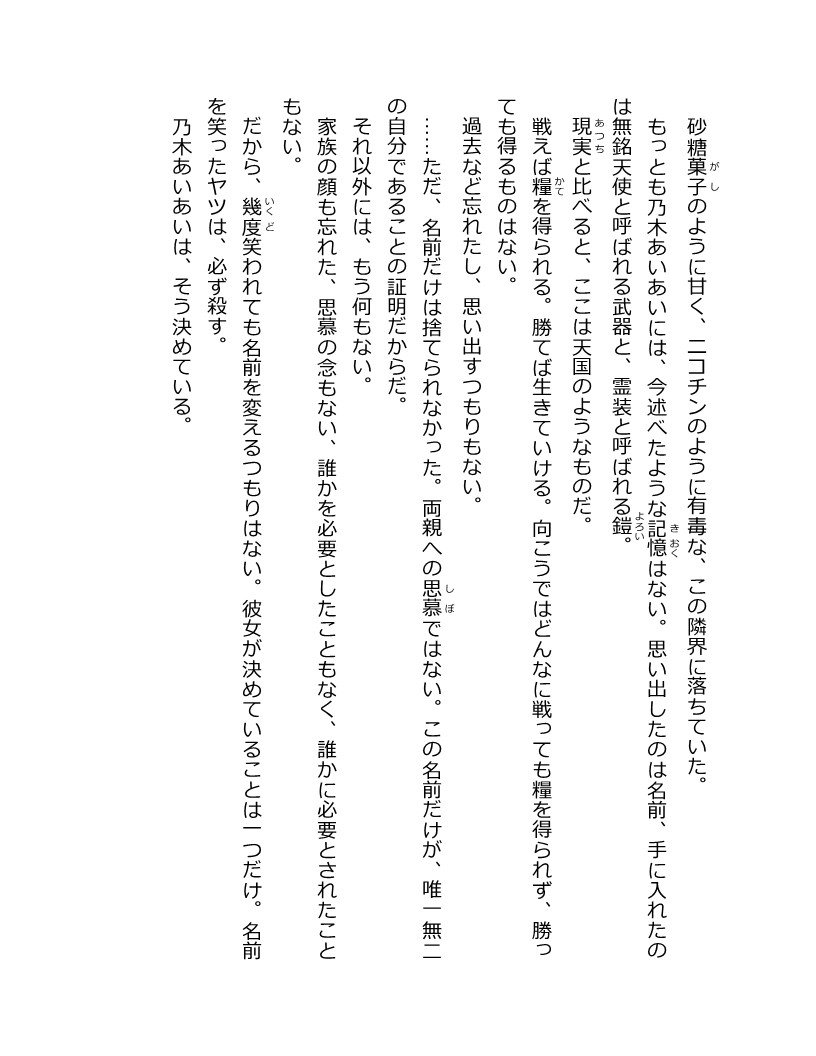 砂糖菓子のように甘く、ニコチンのように有毒な、この隣界に落ちていた。
もっとも乃木あいあいには、今述べたような記憶はない。思い出したのは名前、手に入れたの
は無銘天使と呼ばれる武器と、霊装と呼ばれる鎧。
現実と比べると、ここは天国のようなものだ。
戦えば糧を得られる。勝てば生きていける。向こうではどんなに戦っても糧を得られず、勝っ
ても得るものはない。
過去など忘れたし、思い出すつもりもない。
……ただ、名前だけは捨てられなかった。両親への思慕ではない。この名前だけが、唯一無二
の自分であることの証明だからだ。
それ以外には、もう何もない。
家族の顔も忘れた、思慕の念もない、誰かを必要としたこともなく、誰かに必要とされたこと
もない。
だから、幾度笑われても名前を変えるつもりはない。彼女が決めていることは一つだけ。名前
を笑ったヤツは、必ず殺す。
乃木あいあいは、そう決めている。